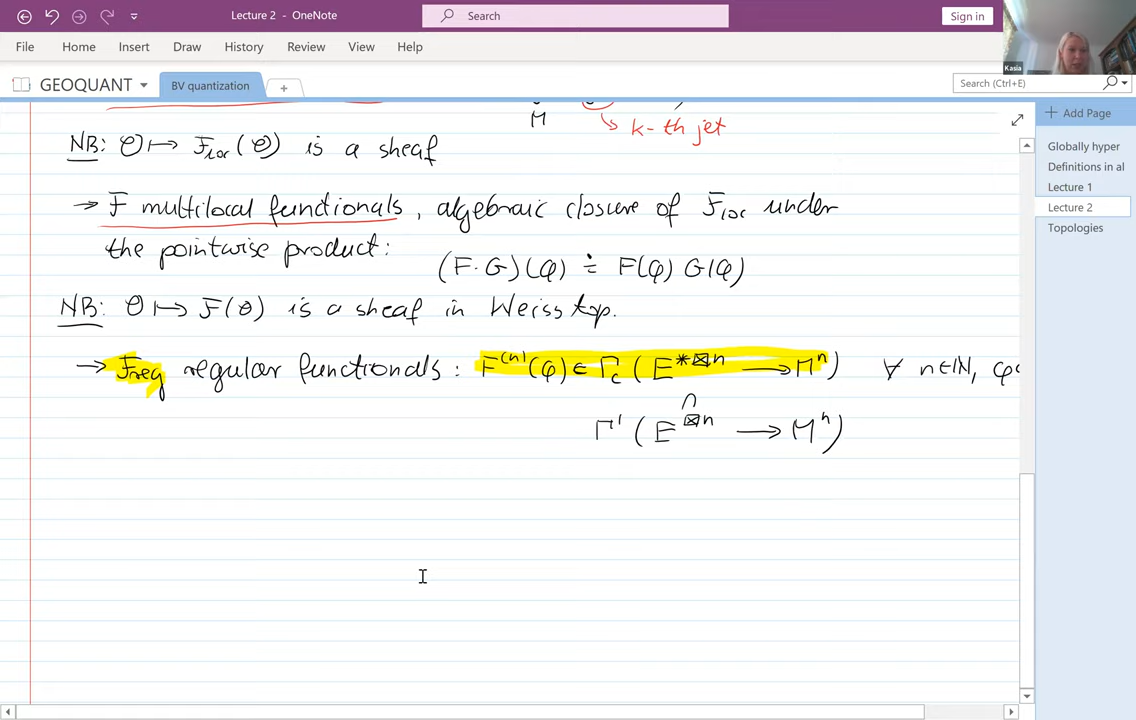 Lecture 2 - OneNote
Search
Sign in
File Home Insert Draw History Review View Help
Kasia
GEOQUANT
BV quantization
+
Search (Ctrl+E)
Add Page
Globally hyper
Definitions in al
Lecture 1
Lecture 2
Topologies
M
↳ k-th jet
NB: O ↦ F_loc(O) is a sheaf
→ F multilocal functionals, algebraic closure of F_loc under
the pointwise product:
(F·G)(φ) ≐ F(φ) G(φ)
NB: O ↦ F(O) is a sheaf in Weiss top.
→ F_reg regular functionals: F^(n)(φ) ∈ Γ_c (E^{*⊠n} → M^n) ∀ n∈ℕ, φ
∩
Γ' (E^{⊠n} → M^n)